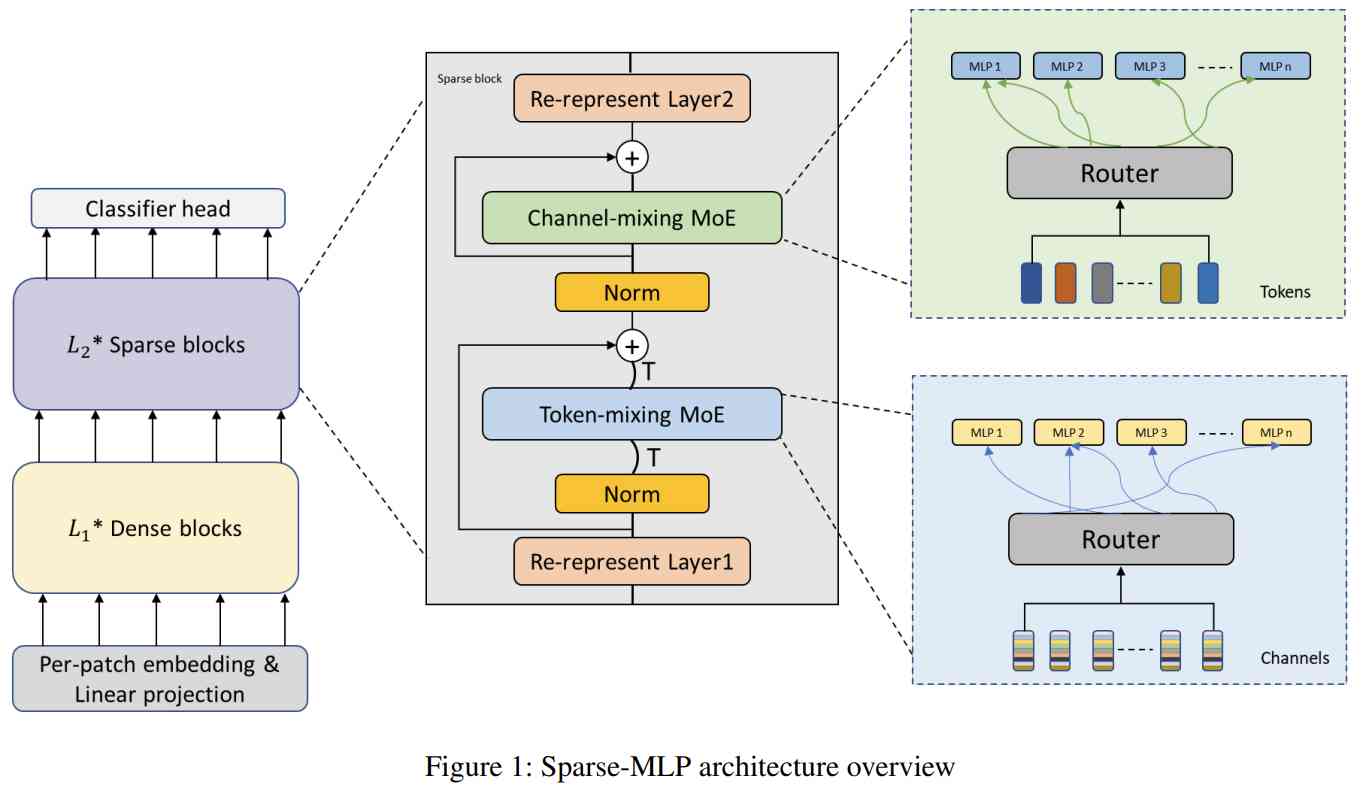 Classifier head
L₂* Sparse blocks
L₁* Dense blocks
Per-patch embedding &
Linear projection
Sparse block
Re-represent Layer2
+
Channel-mixing MoE
Norm
+
T
Token-mixing MoE
T
Norm
Re-represent Layer1
MLP 1 MLP 2 MLP 3 MLP n
Router
Tokens
MLP 1 MLP 2 MLP 3 MLP n
Router
Channels
Figure 1: Sparse-MLP architecture overview